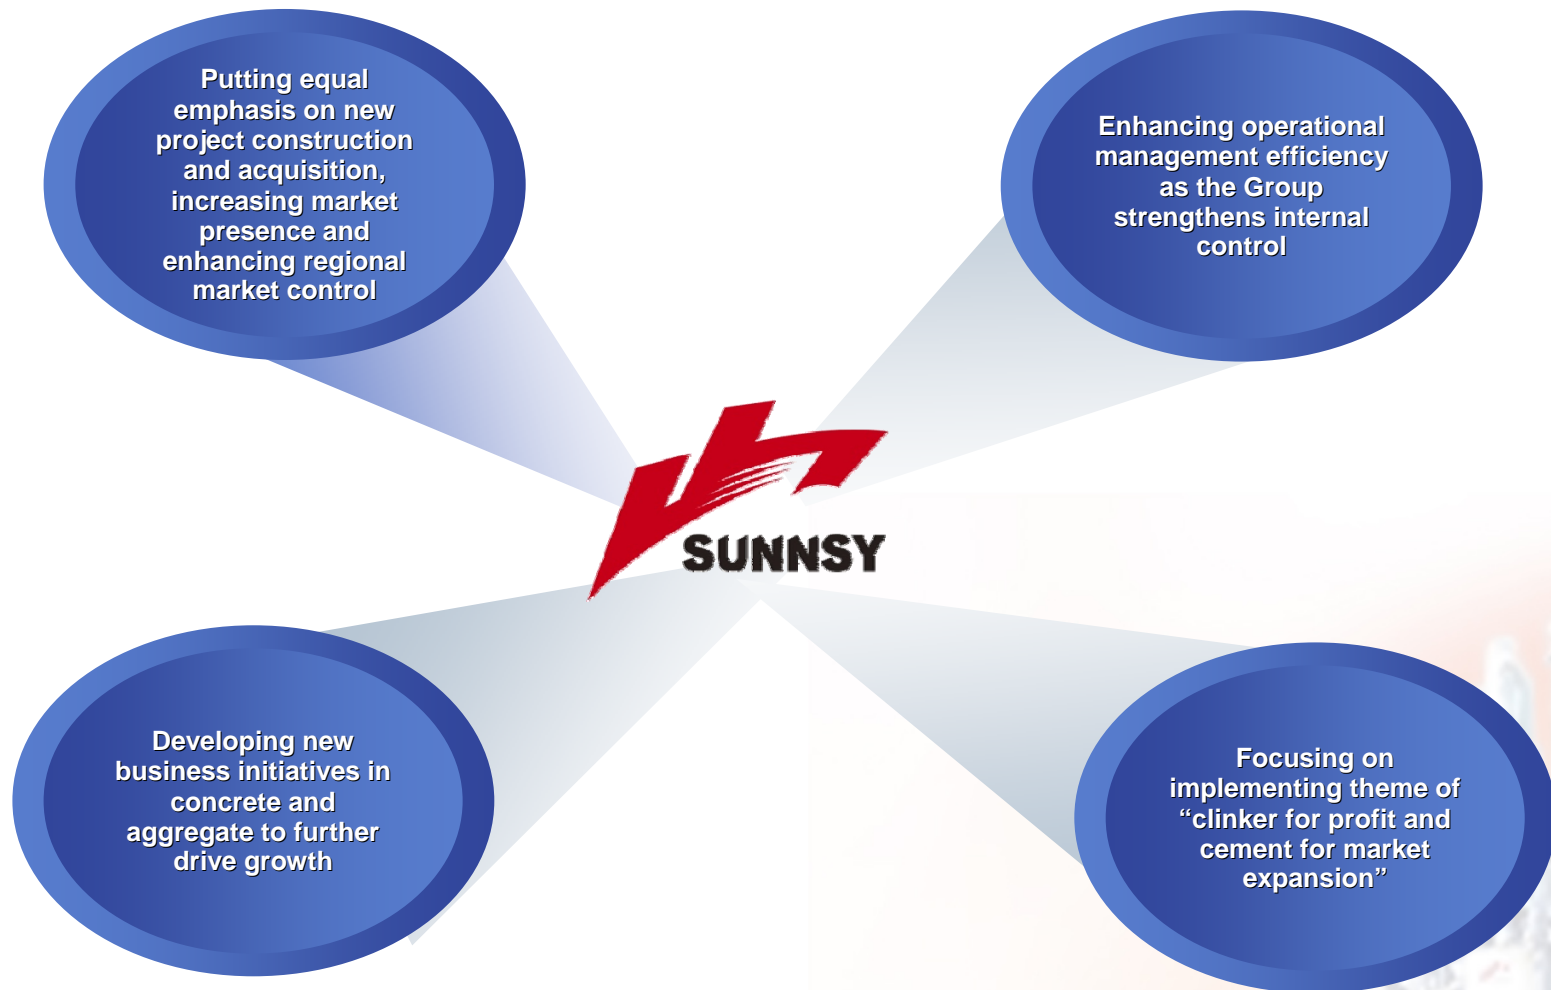 Putting equal
emphasis on new
project construction
and acquisition,
increasing market
presence and
enhancing regional
market control
Enhancing operational
management efficiency
as the Group
strengthens internal
control
SUNNSY
Developing new
business initiatives in
concrete and
aggregate to further
drive growth
Focusing on
implementing theme of
“clinker for profit and
cement for market
expansion”